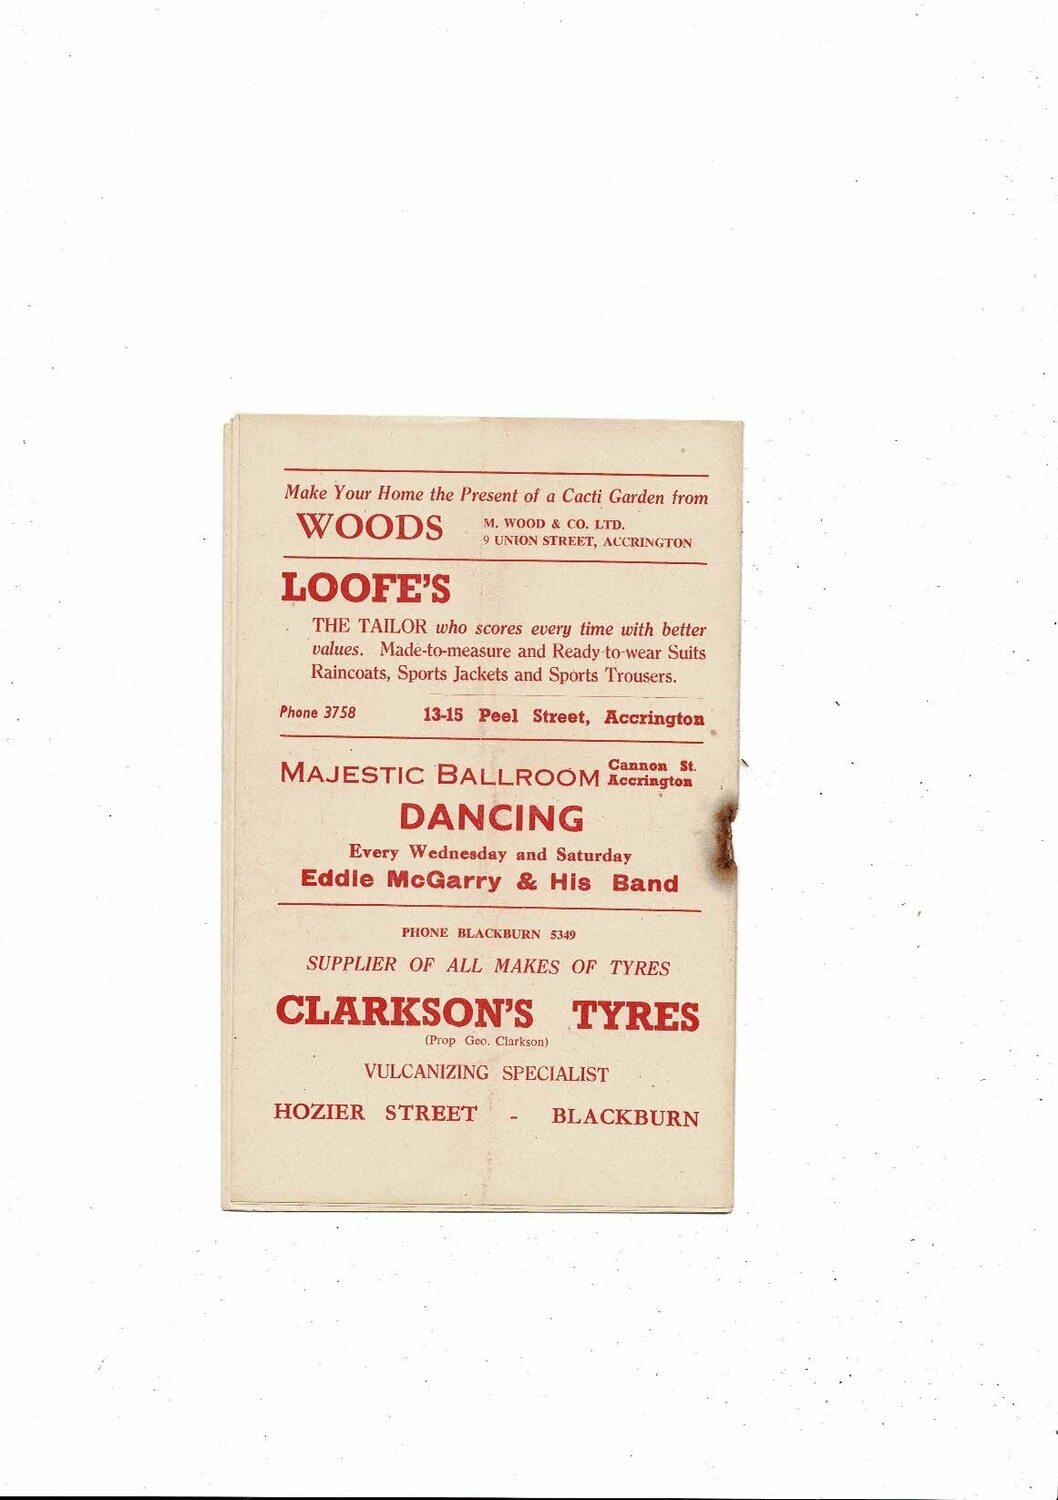 Make Your Home the Present of a Cacti Garden from
WOODS
M. WOOD & CO. LTD.
9 UNION STREET, ACCRINGTON
LOOFE'S
THE TAILOR who scores every time with better
values. Made-to-measure and Ready-to-wear Suits
Raincoats, Sports Jackets and Sports Trousers.
Phone 3758 13-15 Peel Street, Accrington
MAJESTIC BALLROOM Cannon St.
Accrington
DANCING
Every Wednesday and Saturday
Eddie McGarry & His Band
PHONE BLACKBURN 5349
SUPPLIER OF ALL MAKES OF TYRES
CLARKSON'S TYRES
(Prop Geo. Clarkson)
VULCANIZING SPECIALIST
HOZIER STREET - BLACKBURN